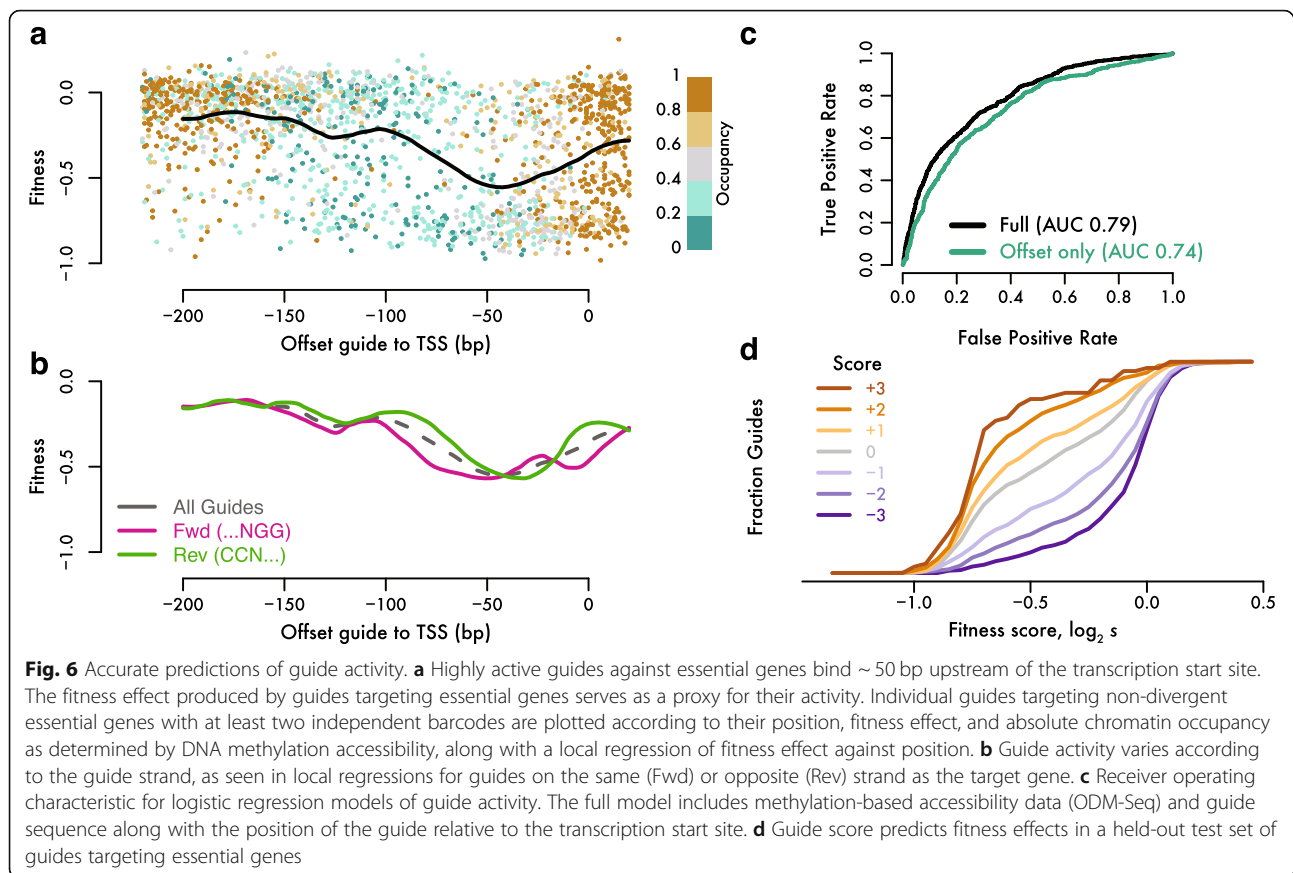 a
0.0
−0.5
−1.0
Fitness
−200
−150
−100
−50
0
Offset guide to TSS (bp)
1
0.8
0.6
0.4
0.2
0
Occupancy
b
0.0
−0.5
−1.0
Fitness
All Guides
Fwd (...NGG)
Rev (CCN...)
−200
−150
−100
−50
0
Offset guide to TSS (bp)
c
1.0
0.8
0.6
0.4
0.2
0.0
True Positive Rate
Full (AUC 0.79)
Offset only (AUC 0.74)
0.0
0.2
0.4
0.6
0.8
1.0
False Positive Rate
d
Score
+3
+2
+1
0
−1
−2
−3
Fraction Guides
−1.0
−0.5
0.0
0.5
Fitness score, log2 s
Fig. 6 Accurate predictions of guide activity. a Highly active guides against essential genes bind ~ 50 bp upstream of the transcription start site.
The fitness effect produced by guides targeting essential genes serves as a proxy for their activity. Individual guides targeting non-divergent
essential genes with at least two independent barcodes are plotted according to their position, fitness effect, and absolute chromatin occupancy
as determined by DNA methylation accessibility, along with a local regression of fitness effect against position. b Guide activity varies according
to the guide strand, as seen in local regressions for guides on the same (Fwd) or opposite (Rev) strand as the target gene. c Receiver operating
characteristic for logistic regression models of guide activity. The full model includes methylation-based accessibility data (ODM-Seq) and guide
sequence along with the position of the guide relative to the transcription start site. d Guide score predicts fitness effects in a held-out test set of
guides targeting essential genes